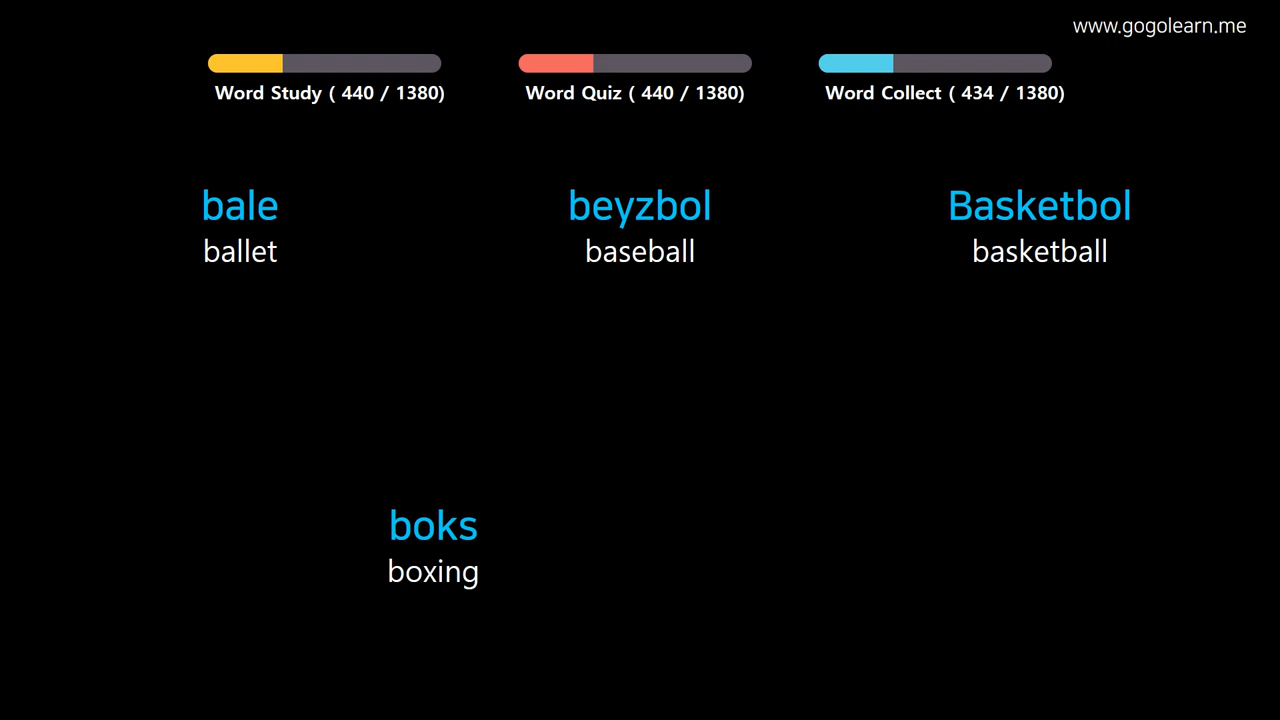 www.gogolearn.me
Word Study ( 440 / 1380)
Word Quiz ( 440 / 1380)
Word Collect ( 434 / 1380)
bale
ballet
beyzbol
baseball
Basketbol
basketball
boks
boxing